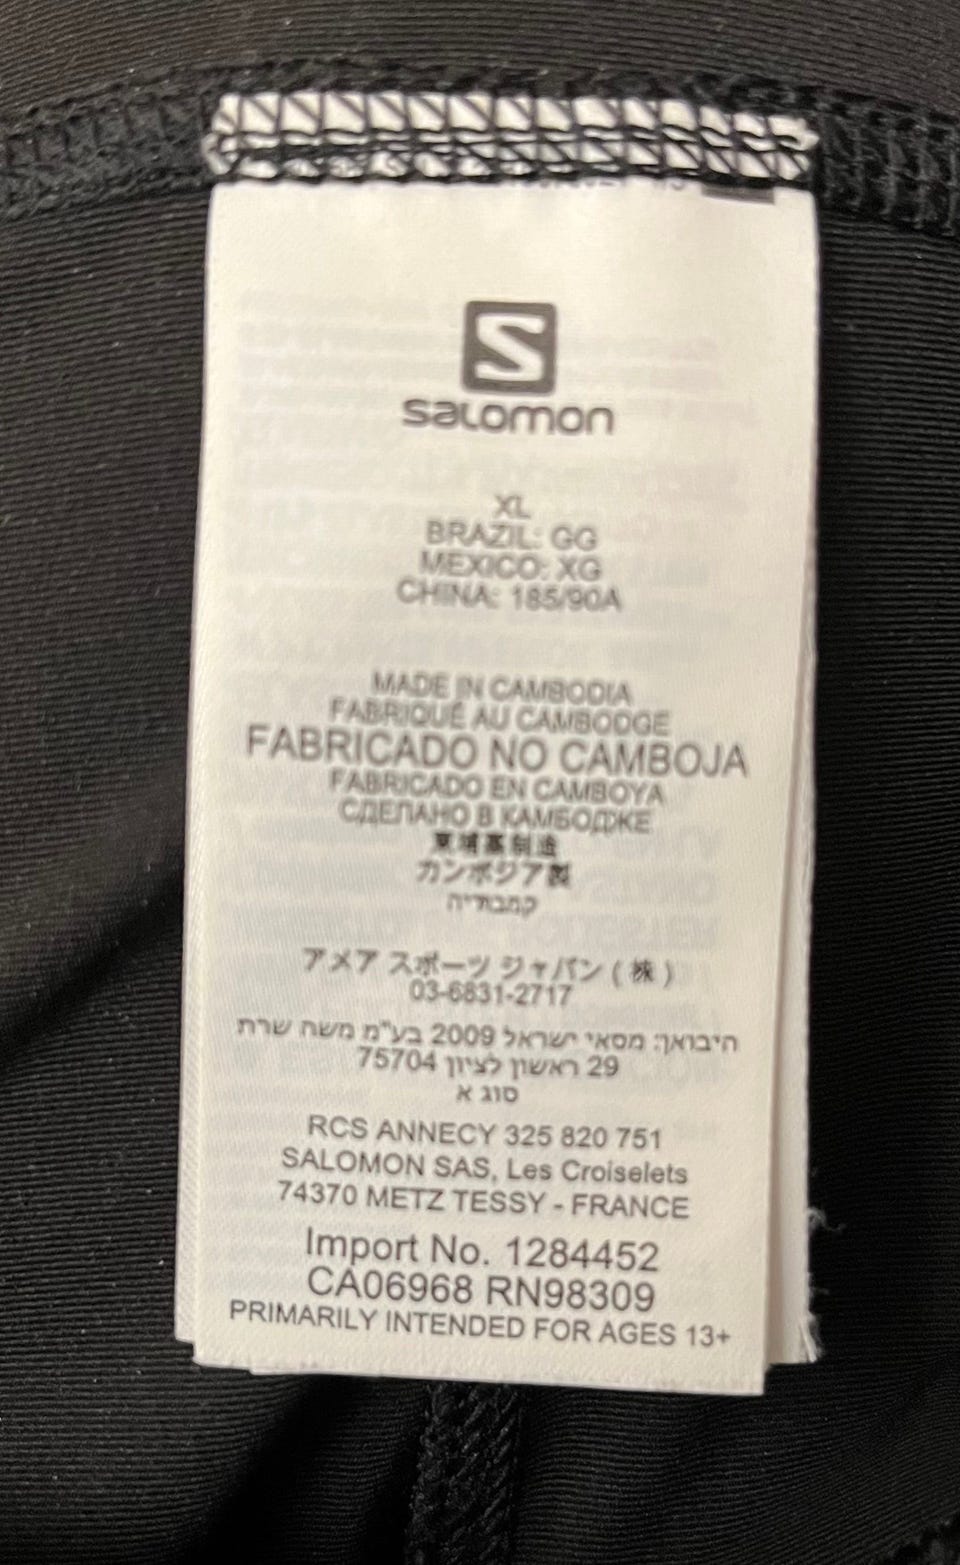 S
salomon
XL
BRAZIL: GG
MEXICO: XG
CHINA: 185/90A
MADE IN CAMBODIA
FABRIQUÉ AU CAMBODGE
FABRICADO NO CAMBOJA
FABRICADO EN CAMBOYA
СДЕЛАНО В КАМБОДЖЕ
柬埔寨制造
カンボジア製
קמבודיה
アメア スポーツ ジャパン ( 株 )
03-6831-2717
היבואן: מסאי ישראל 2009 בע"מ משה שרת
29 ראשון לציון 75704
סוג א
RCS ANNECY 325 820 751
SALOMON SAS, Les Croiselets
74370 METZ TESSY - FRANCE
Import No. 1284452
CA06968 RN98309
PRIMARILY INTENDED FOR AGES 13+